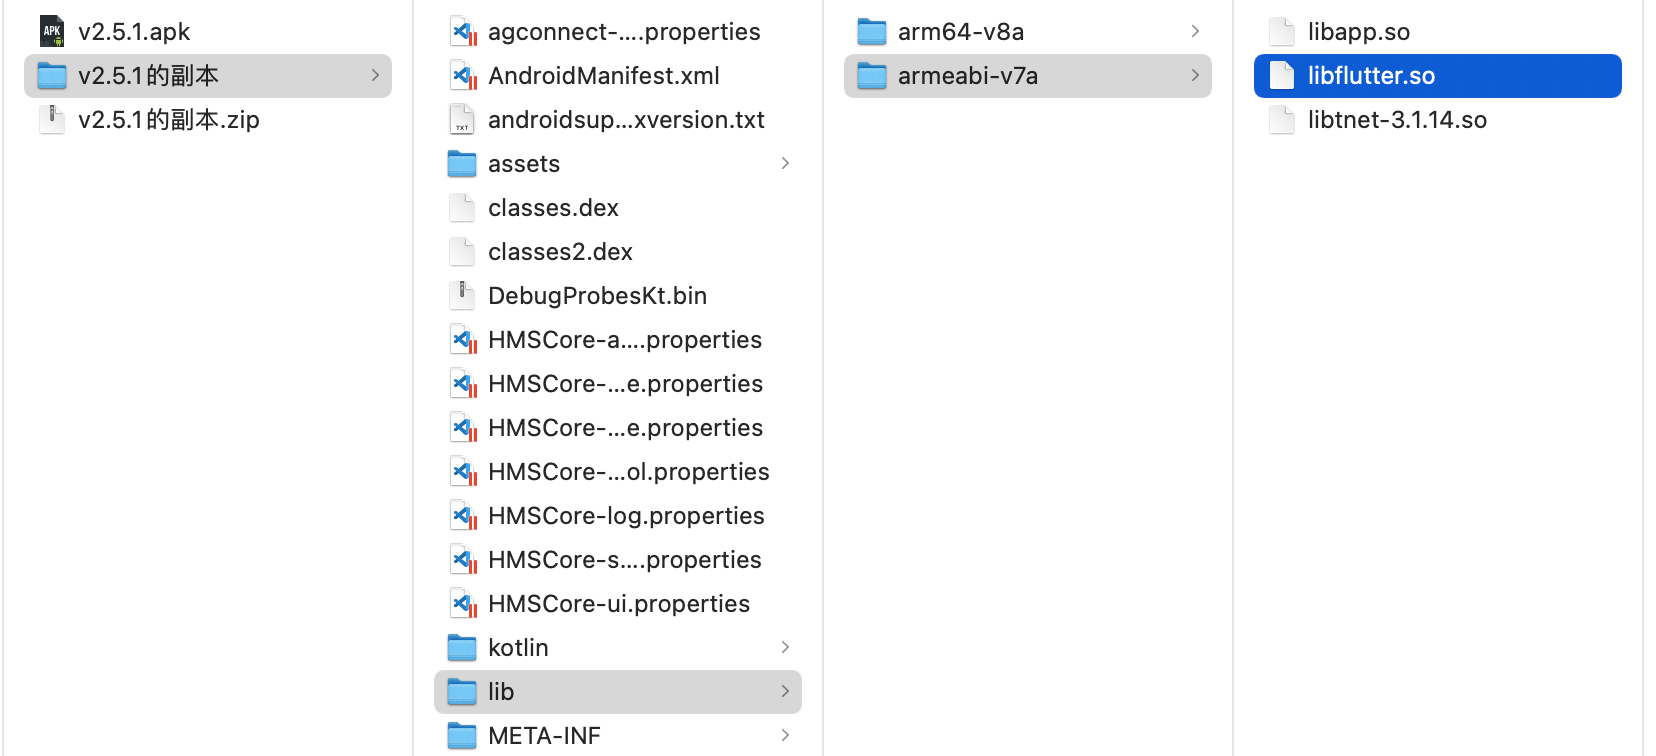 v2.5.1.apk
v2.5.1的副本
v2.5.1的副本.zip
agconnect-....properties
AndroidManifest.xml
androidsup...xversion.txt
assets
classes.dex
classes2.dex
DebugProbesKt.bin
HMSCore-a....properties
HMSCore-...e.properties
HMSCore-...e.properties
HMSCore-...ol.properties
HMSCore-log.properties
HMSCore-s....properties
HMSCore-ui.properties
kotlin
lib
META-INF
arm64-v8a
armeabi-v7a
libapp.so
libflutter.so
libtnet-3.1.14.so
APK
TXT